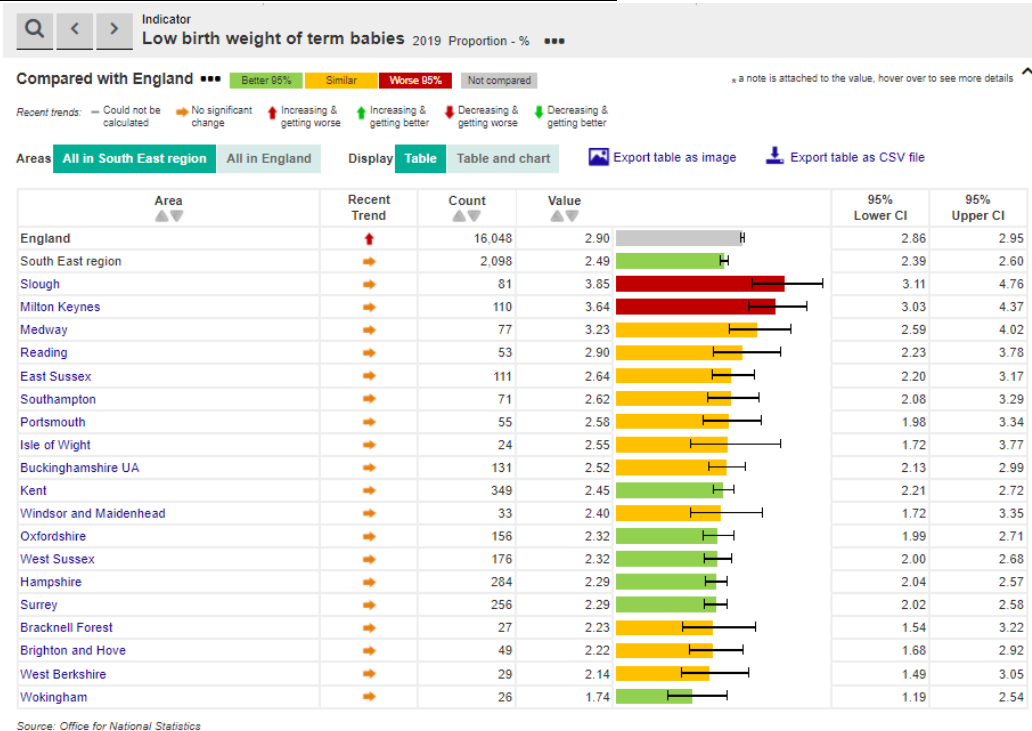 Indicator
Low birth weight of term babies 2019 Proportion - %
Compared with England Better 95% Similar Worse 95% Not compared
* a note is attached to the value, hover over to see more details
Recent trends: — Could not be calculated No significant change Increasing & getting worse Increasing & getting better Decreasing & getting worse Decreasing & getting better
Areas All in South East region All in England Display Table Table and chart Export table as image Export table as CSV file
Area Recent Trend Count Value 95% Lower CI 95% Upper CI
England 16,048 2.90 2.86 2.95
South East region 2,098 2.49 2.39 2.60
Slough 81 3.85 3.11 4.76
Milton Keynes 110 3.64 3.03 4.37
Medway 77 3.23 2.59 4.02
Reading 53 2.90 2.23 3.78
East Sussex 111 2.64 2.20 3.17
Southampton 71 2.62 2.08 3.29
Portsmouth 55 2.58 1.98 3.34
Isle of Wight 24 2.55 1.72 3.77
Buckinghamshire UA 131 2.52 2.13 2.99
Kent 349 2.45 2.21 2.72
Windsor and Maidenhead 33 2.40 1.72 3.35
Oxfordshire 156 2.32 1.99 2.71
West Sussex 176 2.32 2.00 2.68
Hampshire 284 2.29 2.04 2.57
Surrey 256 2.29 2.02 2.58
Bracknell Forest 27 2.23 1.54 3.22
Brighton and Hove 49 2.22 1.68 2.92
West Berkshire 29 2.14 1.49 3.05
Wokingham 26 1.74 1.19 2.54
Source: Office for National Statistics